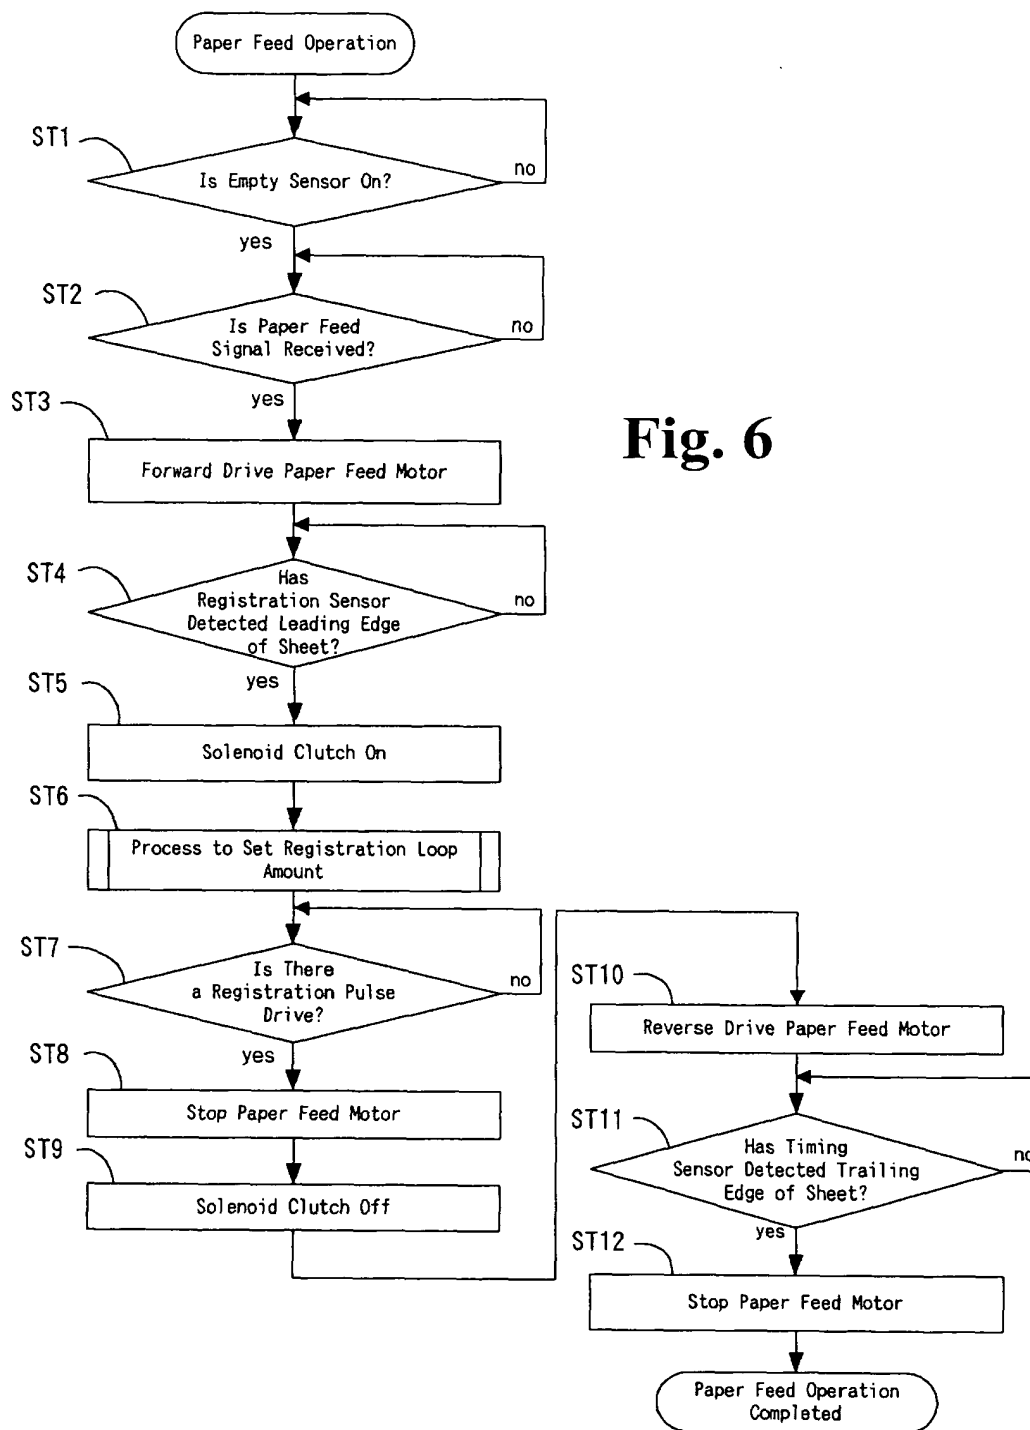 Paper Feed Operation
ST1
Is Empty Sensor On?
no
yes
ST2
Is Paper Feed
Signal Received?
no
yes
ST3
Forward Drive Paper Feed Motor
Fig. 6
ST4
Has
Registration Sensor
Detected Leading Edge
of Sheet?
no
yes
ST5
Solenoid Clutch On
ST6
Process to Set Registration Loop
Amount
ST7
Is There
a Registration Pulse
Drive?
no
yes
ST8
Stop Paper Feed Motor
ST9
Solenoid Clutch Off
ST10
Reverse Drive Paper Feed Motor
ST11
Has Timing
Sensor Detected Trailing
Edge of Sheet?
no
yes
ST12
Stop Paper Feed Motor
Paper Feed Operation
Completed